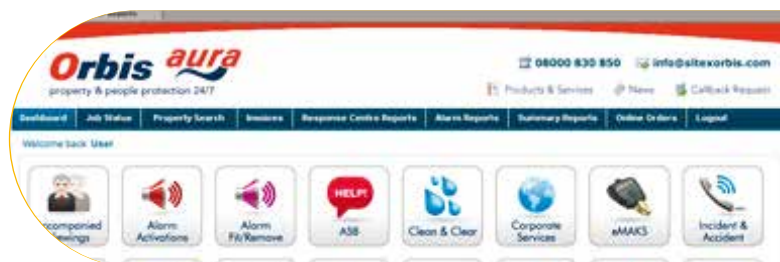 Reports
Orbis aura
property & people protection 24/7
08000 830 850 info@sitexorbis.com
Products & Services News Callback Request
Dashboard Job Status Property Search Invoices Response Centre Reports Alarm Reports Summary Reports Online Orders Logout
Welcome back User
HELP!
ccompanied Alarm Alarm ASB Clean & Clear Corporate eMAKS Incident &
ewings Activations Fit/Remove Services Accident